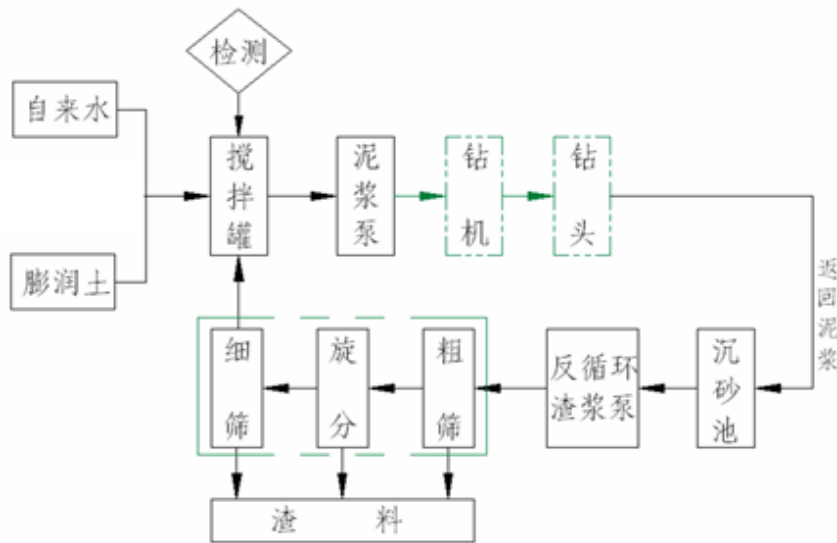 检测
自来水
搅拌罐
泥浆泵
钻机
钻头
膨润土
返回泥浆
细筛
旋分
粗筛
反循环
渣浆泵
沉砂池
渣料